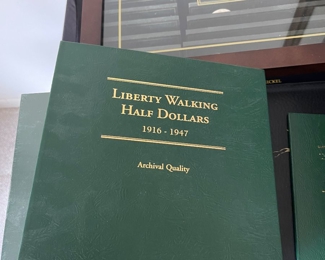 LIBERTY WALKING
HALF DOLLARS
1916 - 1947
Archival Quality